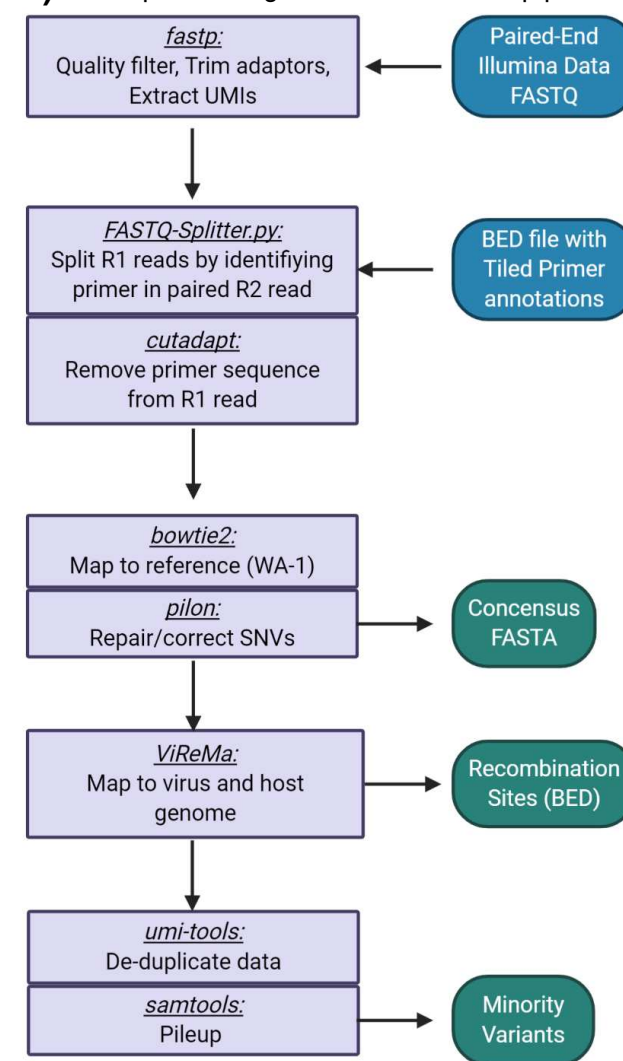 fastp:
Quality filter, Trim adaptors,
Extract UMIs
Paired-End
Illumina Data
FASTQ
FASTQ-Splitter.py:
Split R1 reads by identifiying
primer in paired R2 read
BED file with
Tiled Primer
annotations
cutadapt:
Remove primer sequence
from R1 read
bowtie2:
Map to reference (WA-1)
pilon:
Repair/correct SNVs
Concensus
FASTA
ViReMa:
Map to virus and host
genome
Recombination
Sites (BED)
umi-tools:
De-duplicate data
samtools:
Pileup
Minority
Variants